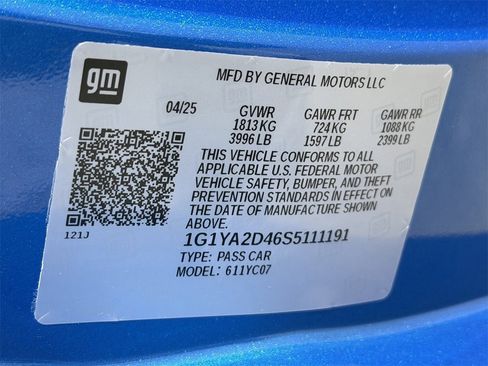 gm
MFD BY GENERAL MOTORS LLC
04/25 GVWR GAWR FRT GAWR RR
1813 KG 724 KG 1088 KG
3996 LB 1597 LB 2399 LB
THIS VEHICLE CONFORMS TO ALL
APPLICABLE U.S. FEDERAL MOTOR
VEHICLE SAFETY, BUMPER, AND THEFT
PREVENTION STANDARDS IN EFFECT ON
THE DATE OF MANUFACTURE SHOWN
ABOVE.
121J
1G1YA2D46S5111191
TYPE: PASS CAR
MODEL: 611YC07